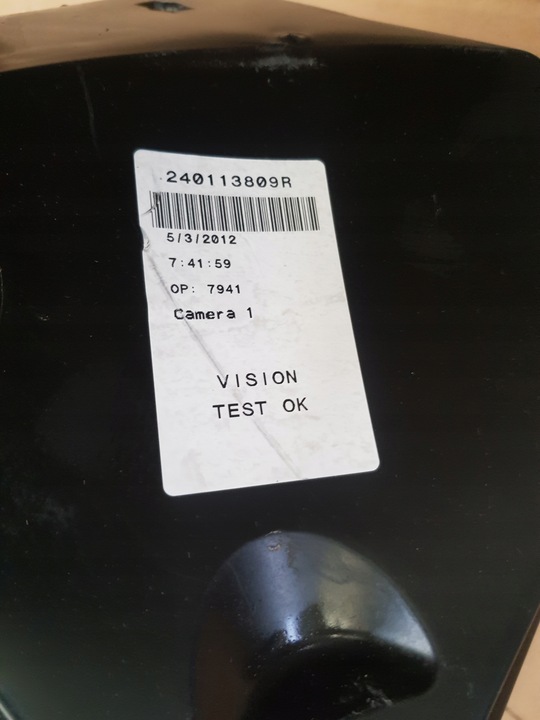 240113809R
5/3/2012
7:41:59
OP: 7941
Camera 1
VISION
TEST OK